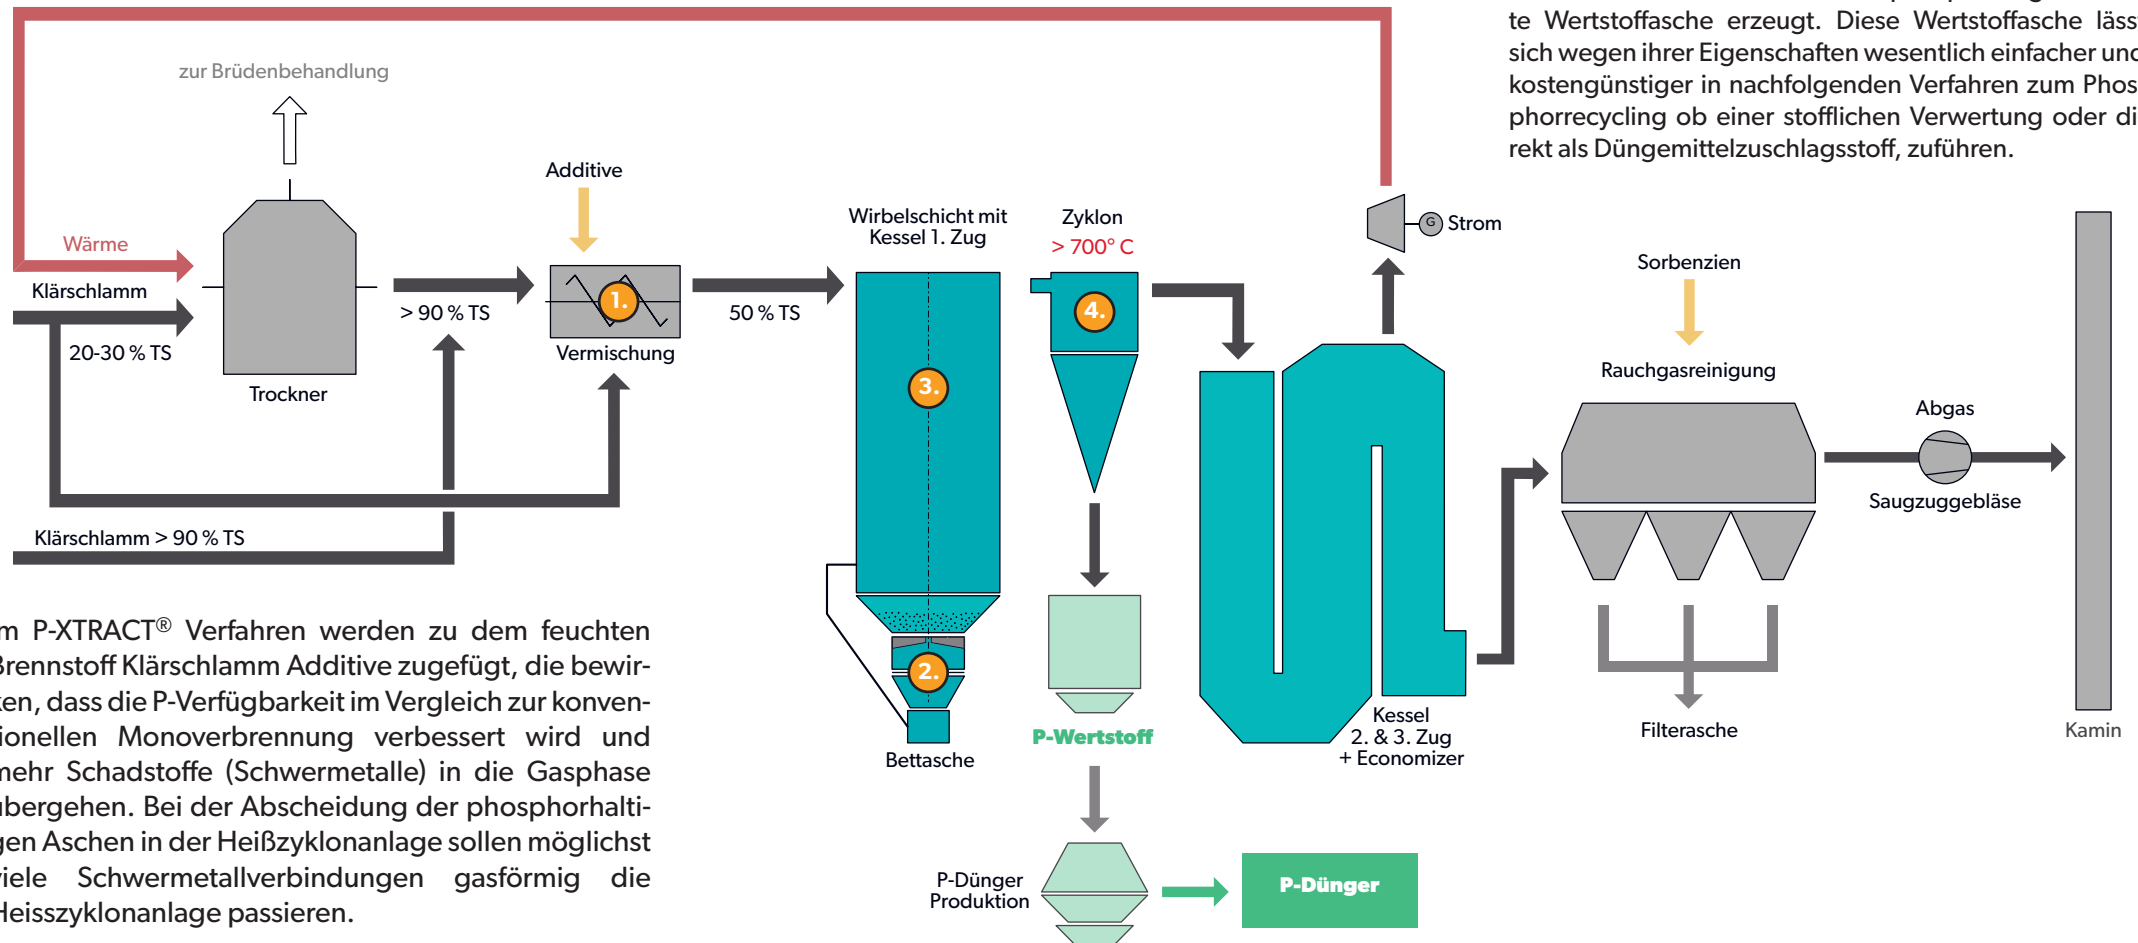 te Wertstoffasche erzeugt. Diese Wertstoffasche lässt
sich wegen ihrer Eigenschaften wesentlich einfacher und
kostengünstiger in nachfolgenden Verfahren zum Phos-
phorrecycling ob einer stofflichen Verwertung oder di-
rekt als Düngemittelzuschlagsstoff, zuführen.
zur Brüdenbehandlung
Additive
Wirbelschicht mit
Kessel 1. Zug
Zyklon
> 700° C
G
Strom
Wärme
Klärschlamm
20-30 % TS
Trockner
> 90 % TS
1.
Vermischung
50 % TS
3.
4.
2.
Sorbenzien
Rauchgasreinigung
Abgas
Saugzuggebläse
Klärschlamm > 90 % TS
Bettasche
P-Wertstoff
Kessel
2. & 3. Zug
+ Economizer
Filterasche
Kamin
P-Dünger
Produktion
P-Dünger
m P-XTRACT® Verfahren werden zu dem feuchten
Brennstoff Klärschlamm Additive zugefügt, die bewir-
ken, dass die P-Verfügbarkeit im Vergleich zur konven-
tionellen Monoverbrennung verbessert wird und
mehr Schadstoffe (Schwermetalle) in die Gasphase
übergehen. Bei der Abscheidung der phosphorhalti-
gen Aschen in der Heißzyklonanlage sollen möglichst
viele Schwermetallverbindungen gasförmig die
Heisszyklonanlage passieren.